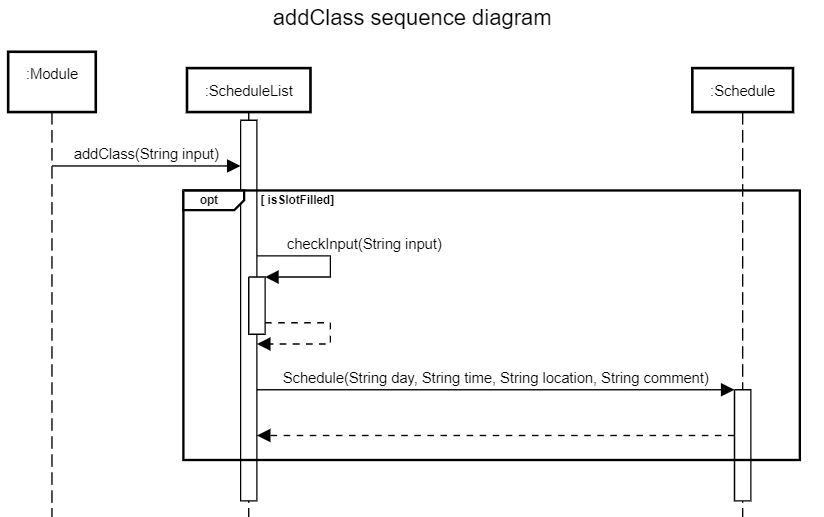 addClass sequence diagram
:Module
:ScheduleList
:Schedule
addClass(String input)
opt
[ isSlotFilled]
checkInput(String input)
Schedule(String day, String time, String location, String comment)